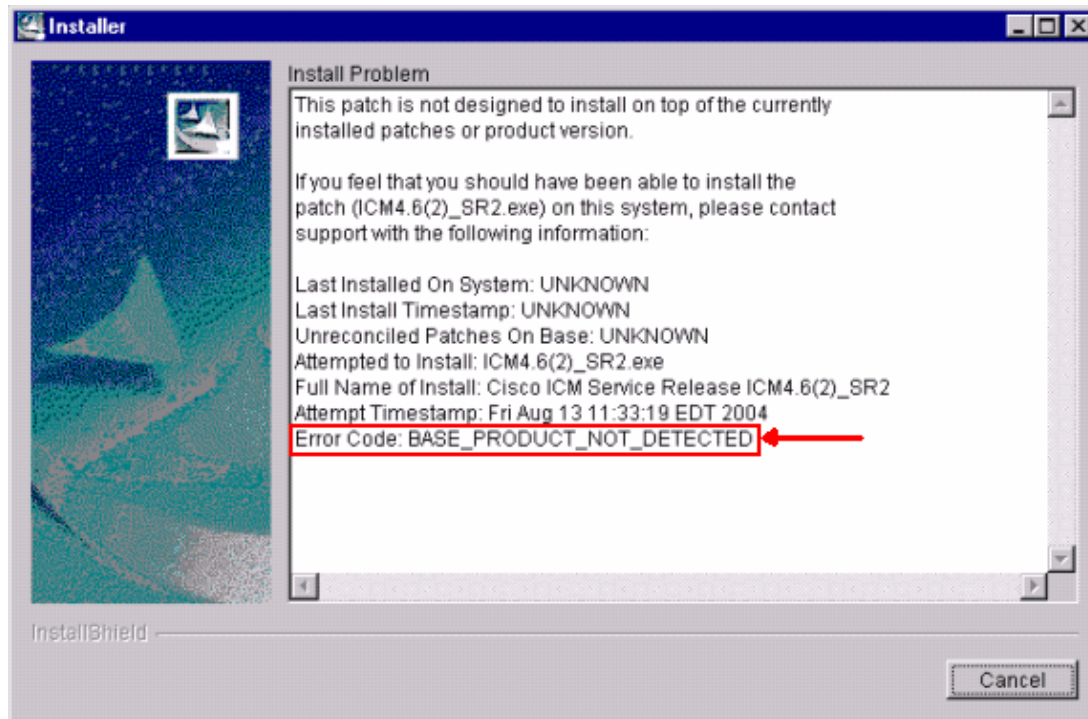 Installer
Install Problem
This patch is not designed to install on top of the currently
installed patches or product version.
If you feel that you should have been able to install the
patch (ICM4.6(2)_SR2.exe) on this system, please contact
support with the following information:
Last Installed On System: UNKNOWN
Last Install Timestamp: UNKNOWN
Unreconciled Patches On Base: UNKNOWN
Attempted to Install: ICM4.6(2)_SR2.exe
Full Name of Install: Cisco ICM Service Release ICM4.6(2)_SR2
Attempt Timestamp: Fri Aug 13 11:33:19 EDT 2004
Error Code: BASE_PRODUCT_NOT_DETECTED
InstallShield
Cancel